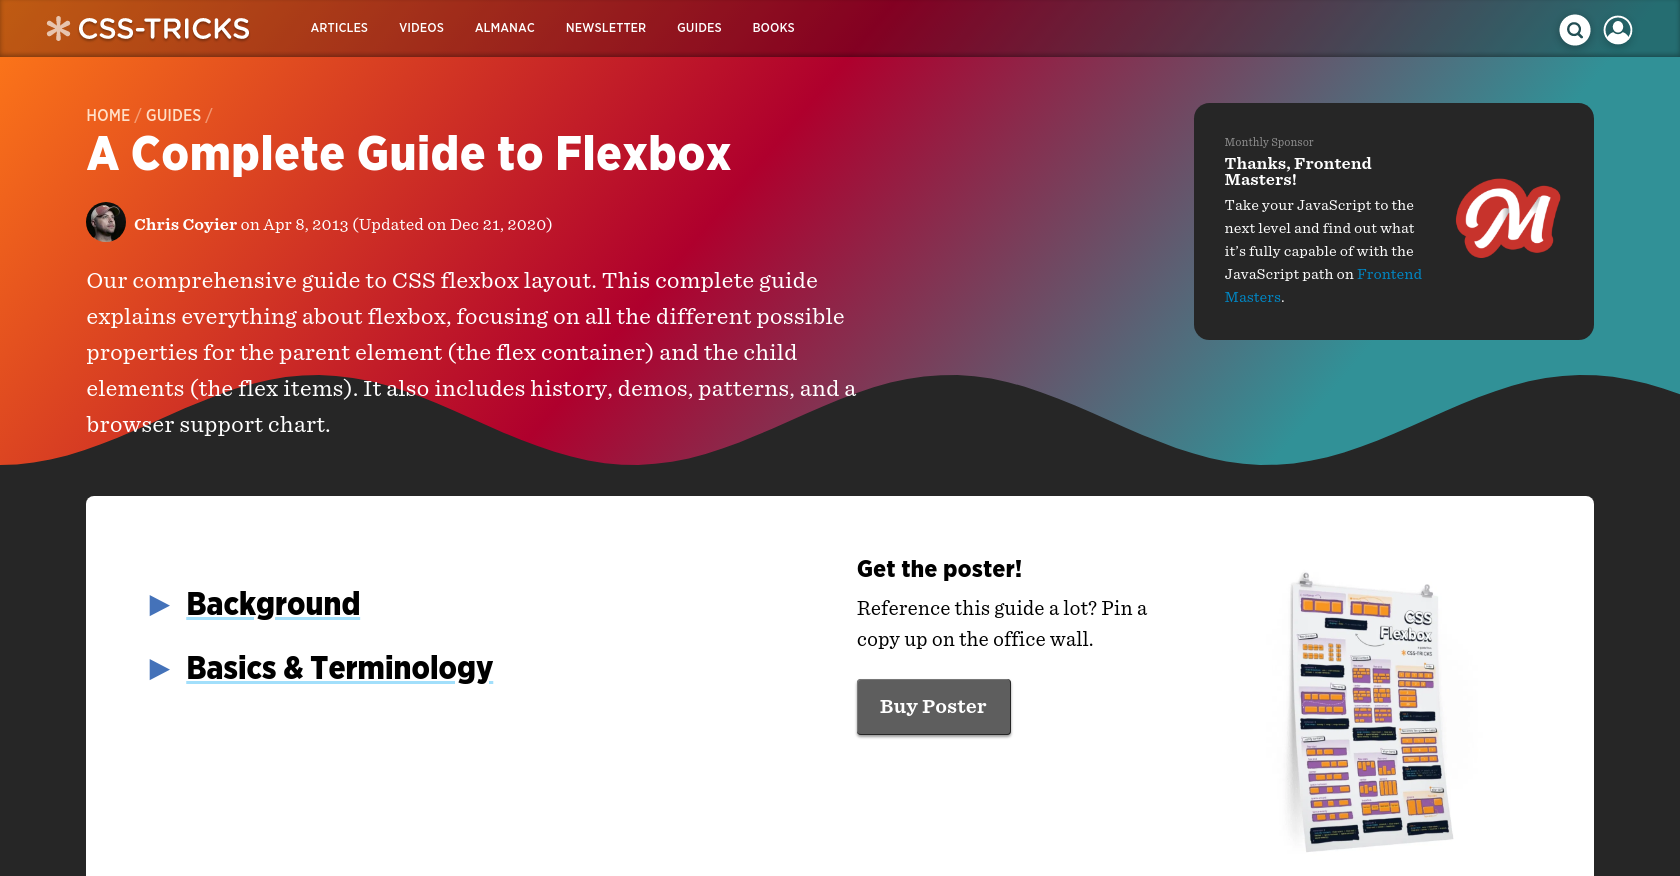 CSS-TRICKS
ARTICLES
VIDEOS
ALMANAC
NEWSLETTER
GUIDES
BOOKS
HOME / GUIDES /
A Complete Guide to Flexbox
Chris Coyier on Apr 8, 2013 (Updated on Dec 21, 2020)
Our comprehensive guide to CSS flexbox layout. This complete guide
explains everything about flexbox, focusing on all the different possible
properties for the parent element (the flex container) and the child
elements (the flex items). It also includes history, demos, patterns, and a
browser support chart.
Monthly Sponsor
Thanks, Frontend
Masters!
Take your JavaScript to the
next level and find out what
it’s fully capable of with the
JavaScript path on Frontend
Masters.
M
Background
Basics & Terminology
Get the poster!
Reference this guide a lot? Pin a
copy up on the office wall.
Buy Poster
CSS
Flexbox
CSS-TRICKS